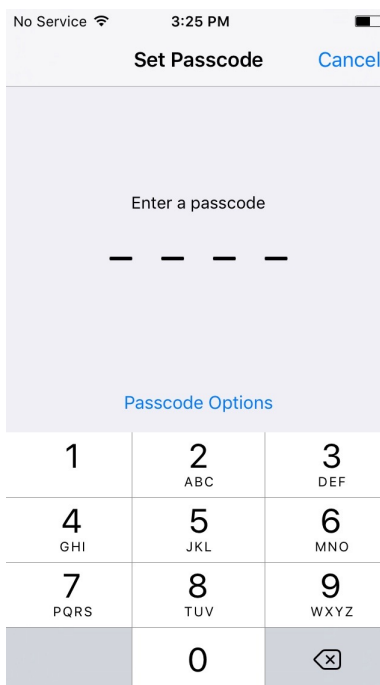 No Service 3:25 PM
Set Passcode Cancel
Enter a passcode
Passcode Options
1 2 3
ABC DEF
4 5 6
GHI JKL MNO
7 8 9
PQRS TUV WXYZ
0